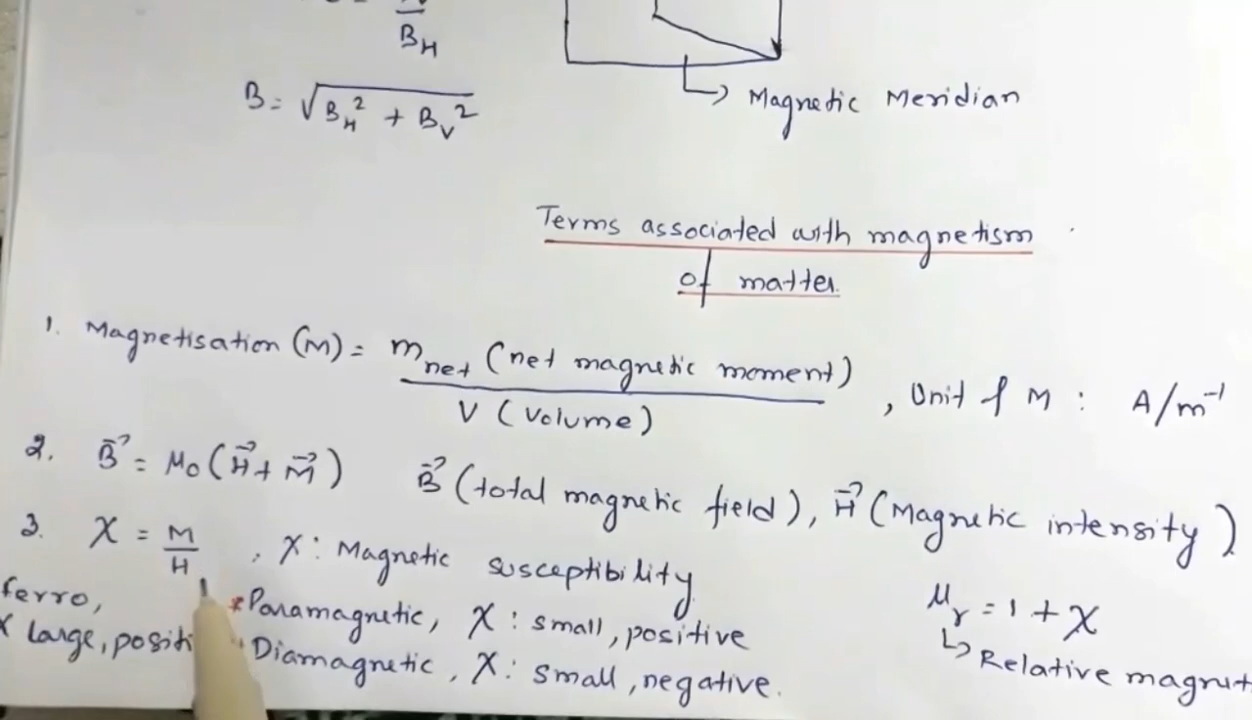 B_H
B = √B_H² + B_V²
Magnetic Meridian
Terms associated with magnetism
of matter.
1. Magnetisation (M) = m_net (net magnetic moment) / V (Volume) , Unit of M : A/m⁻¹
2. B⃗ = μ₀(H⃗ + M⃗) B⃗ (total magnetic field), H⃗ (Magnetic intensity)
3. χ = M/H , χ : Magnetic susceptibility
ferro, * Paramagnetic, χ : small, positive
χ large, positi Diamagnetic, χ : small, negative.
μ_r = 1 + χ
↳ Relative magnet